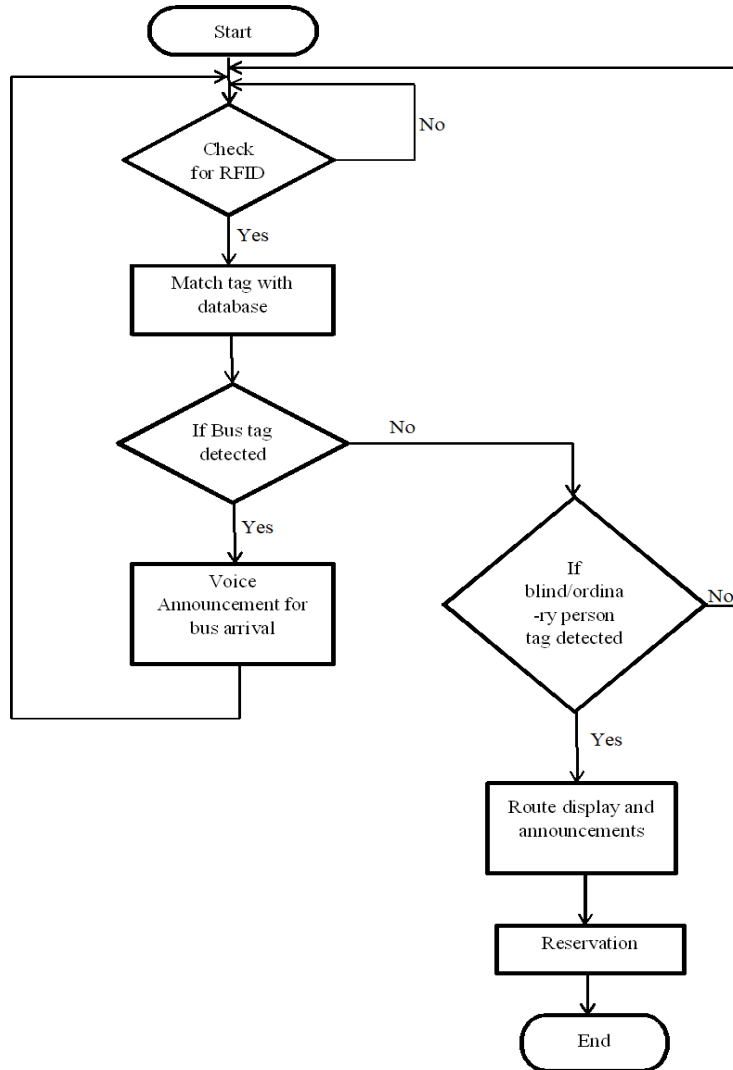 Start
No
Check
for RFID
Yes
Match tag with
database
If Bus tag
detected
No
Yes
Voice
Announcement for
bus arrival
If
blind/ordina
-ry person
tag detected
No
Yes
Route display and
announcements
Reservation
End